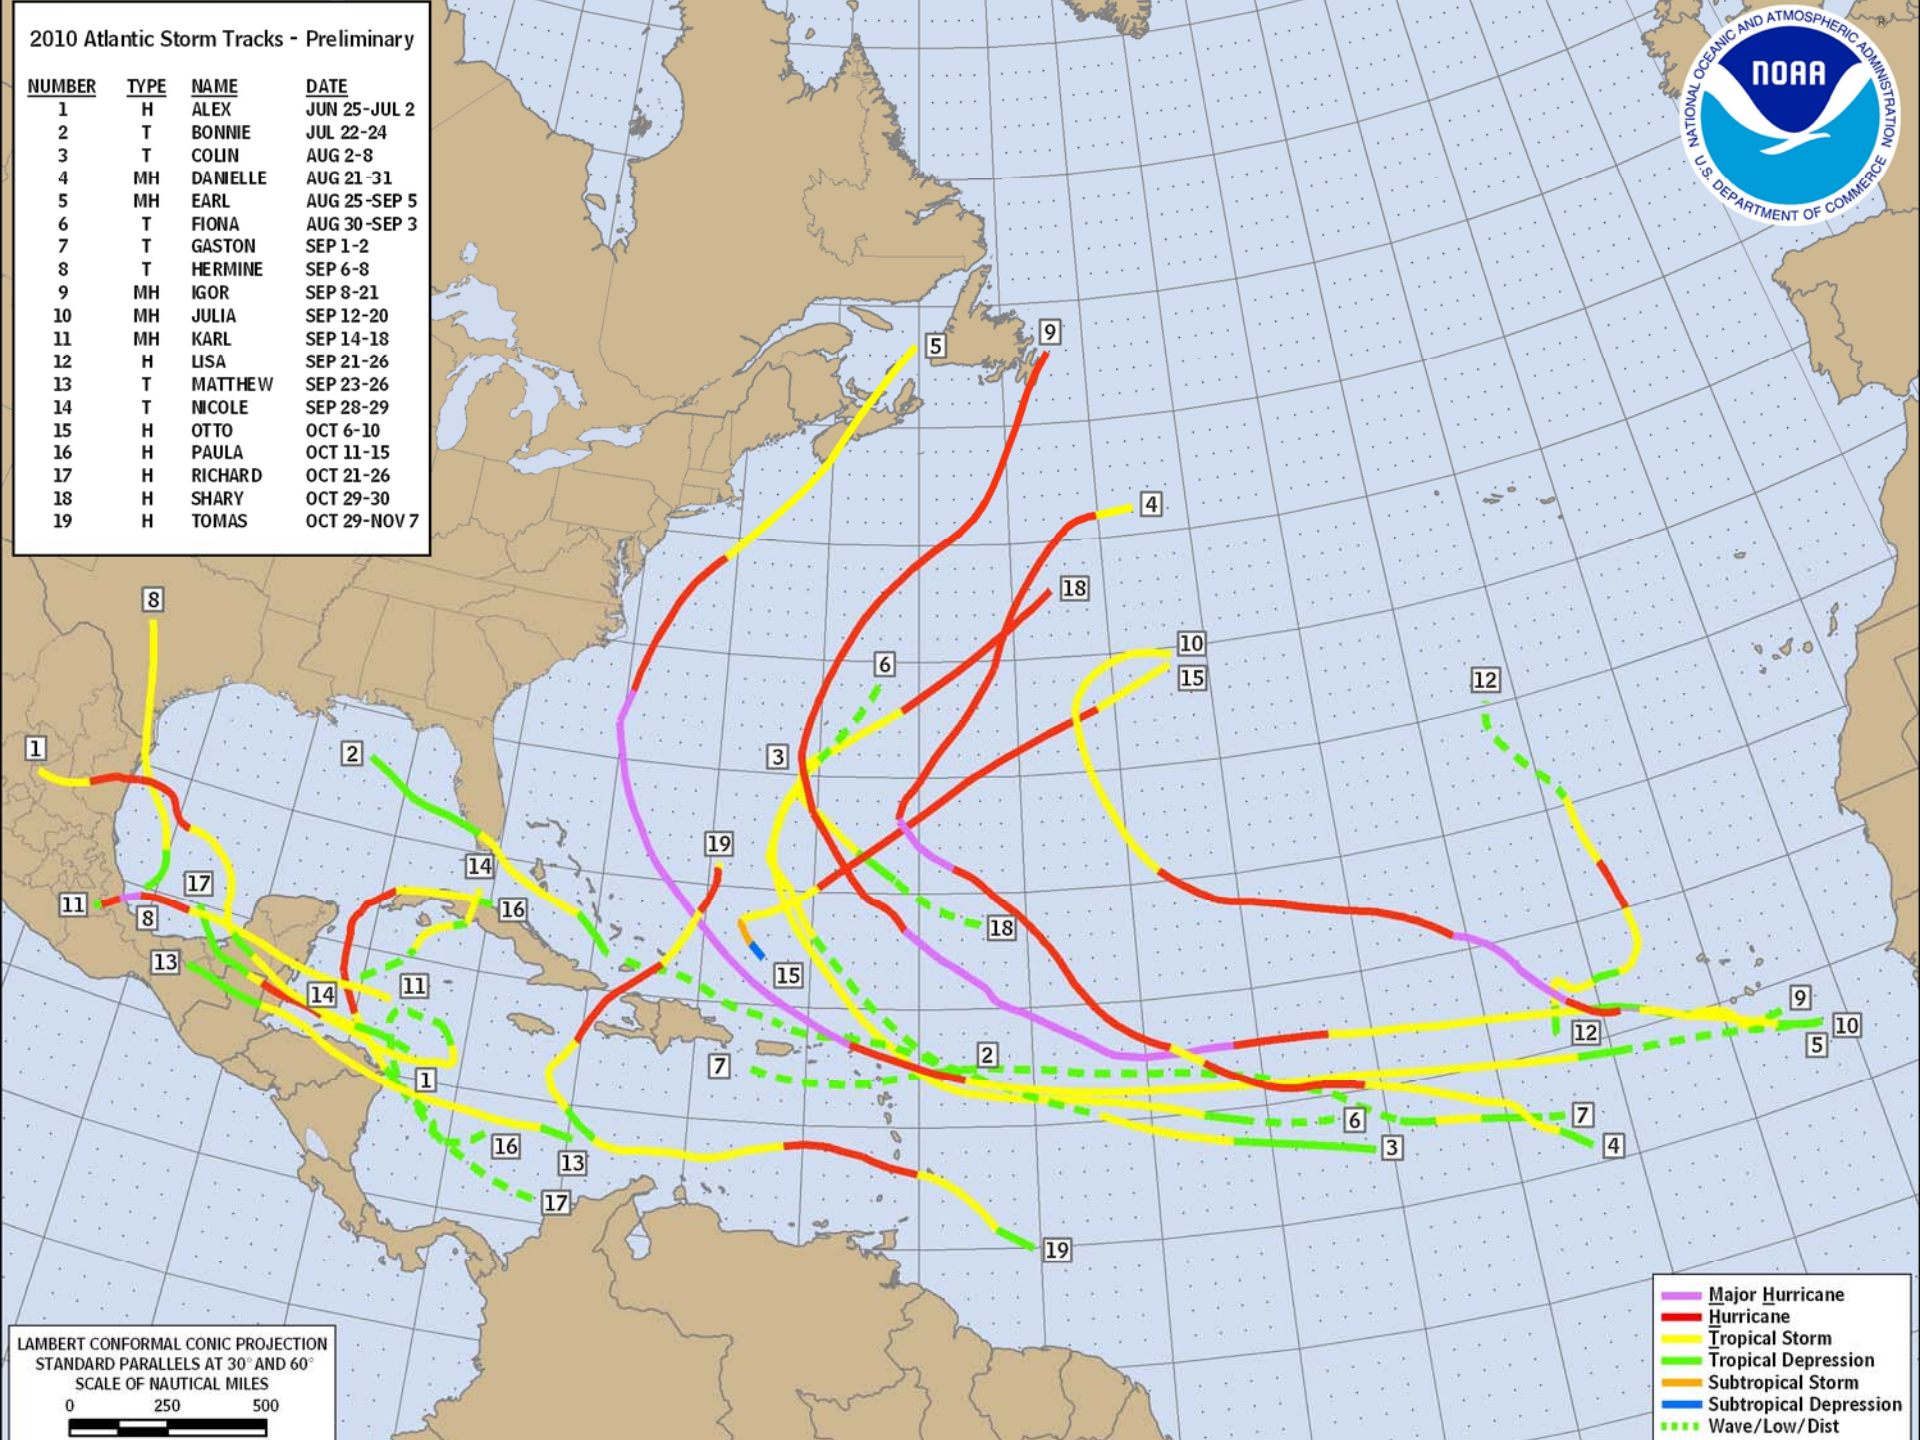 2010 Atlantic Storm Tracks - Preliminary
NUMBER TYPE NAME DATE
1 H ALEX JUN 25-JUL 2
2 T BONNIE JUL 22-24
3 T COLIN AUG 2-8
4 MH DANIELLE AUG 21-31
5 MH EARL AUG 25-SEP 5
6 T FIONA AUG 30-SEP 3
7 T GASTON SEP 1-2
8 T HERMINE SEP 6-8
9 MH IGOR SEP 8-21
10 MH JULIA SEP 12-20
11 MH KARL SEP 14-18
12 H LISA SEP 21-26
13 T MATTHEW SEP 23-26
14 T NICOLE SEP 28-29
15 H OTTO OCT 6-10
16 H PAULA OCT 11-15
17 H RICHARD OCT 21-26
18 H SHARY OCT 29-30
19 H TOMAS OCT 29-NOV 7
NATIONAL OCEANIC AND ATMOSPHERIC ADMINISTRATION
®
NOAA
U.S. DEPARTMENT OF COMMERCE
5
9
4
18
8
6
10
15
12
1
2
3
19
14
17
11
8
16
18
13
15
11
14
9
10
12
5
2
7
1
6
7
3
4
16
13
17
19
Major Hurricane
Hurricane
Tropical Storm
Tropical Depression
Subtropical Storm
Subtropical Depression
Wave/Low/Dist
LAMBERT CONFORMAL CONIC PROJECTION
STANDARD PARALLELS AT 30° AND 60°
SCALE OF NAUTICAL MILES
0 250 500